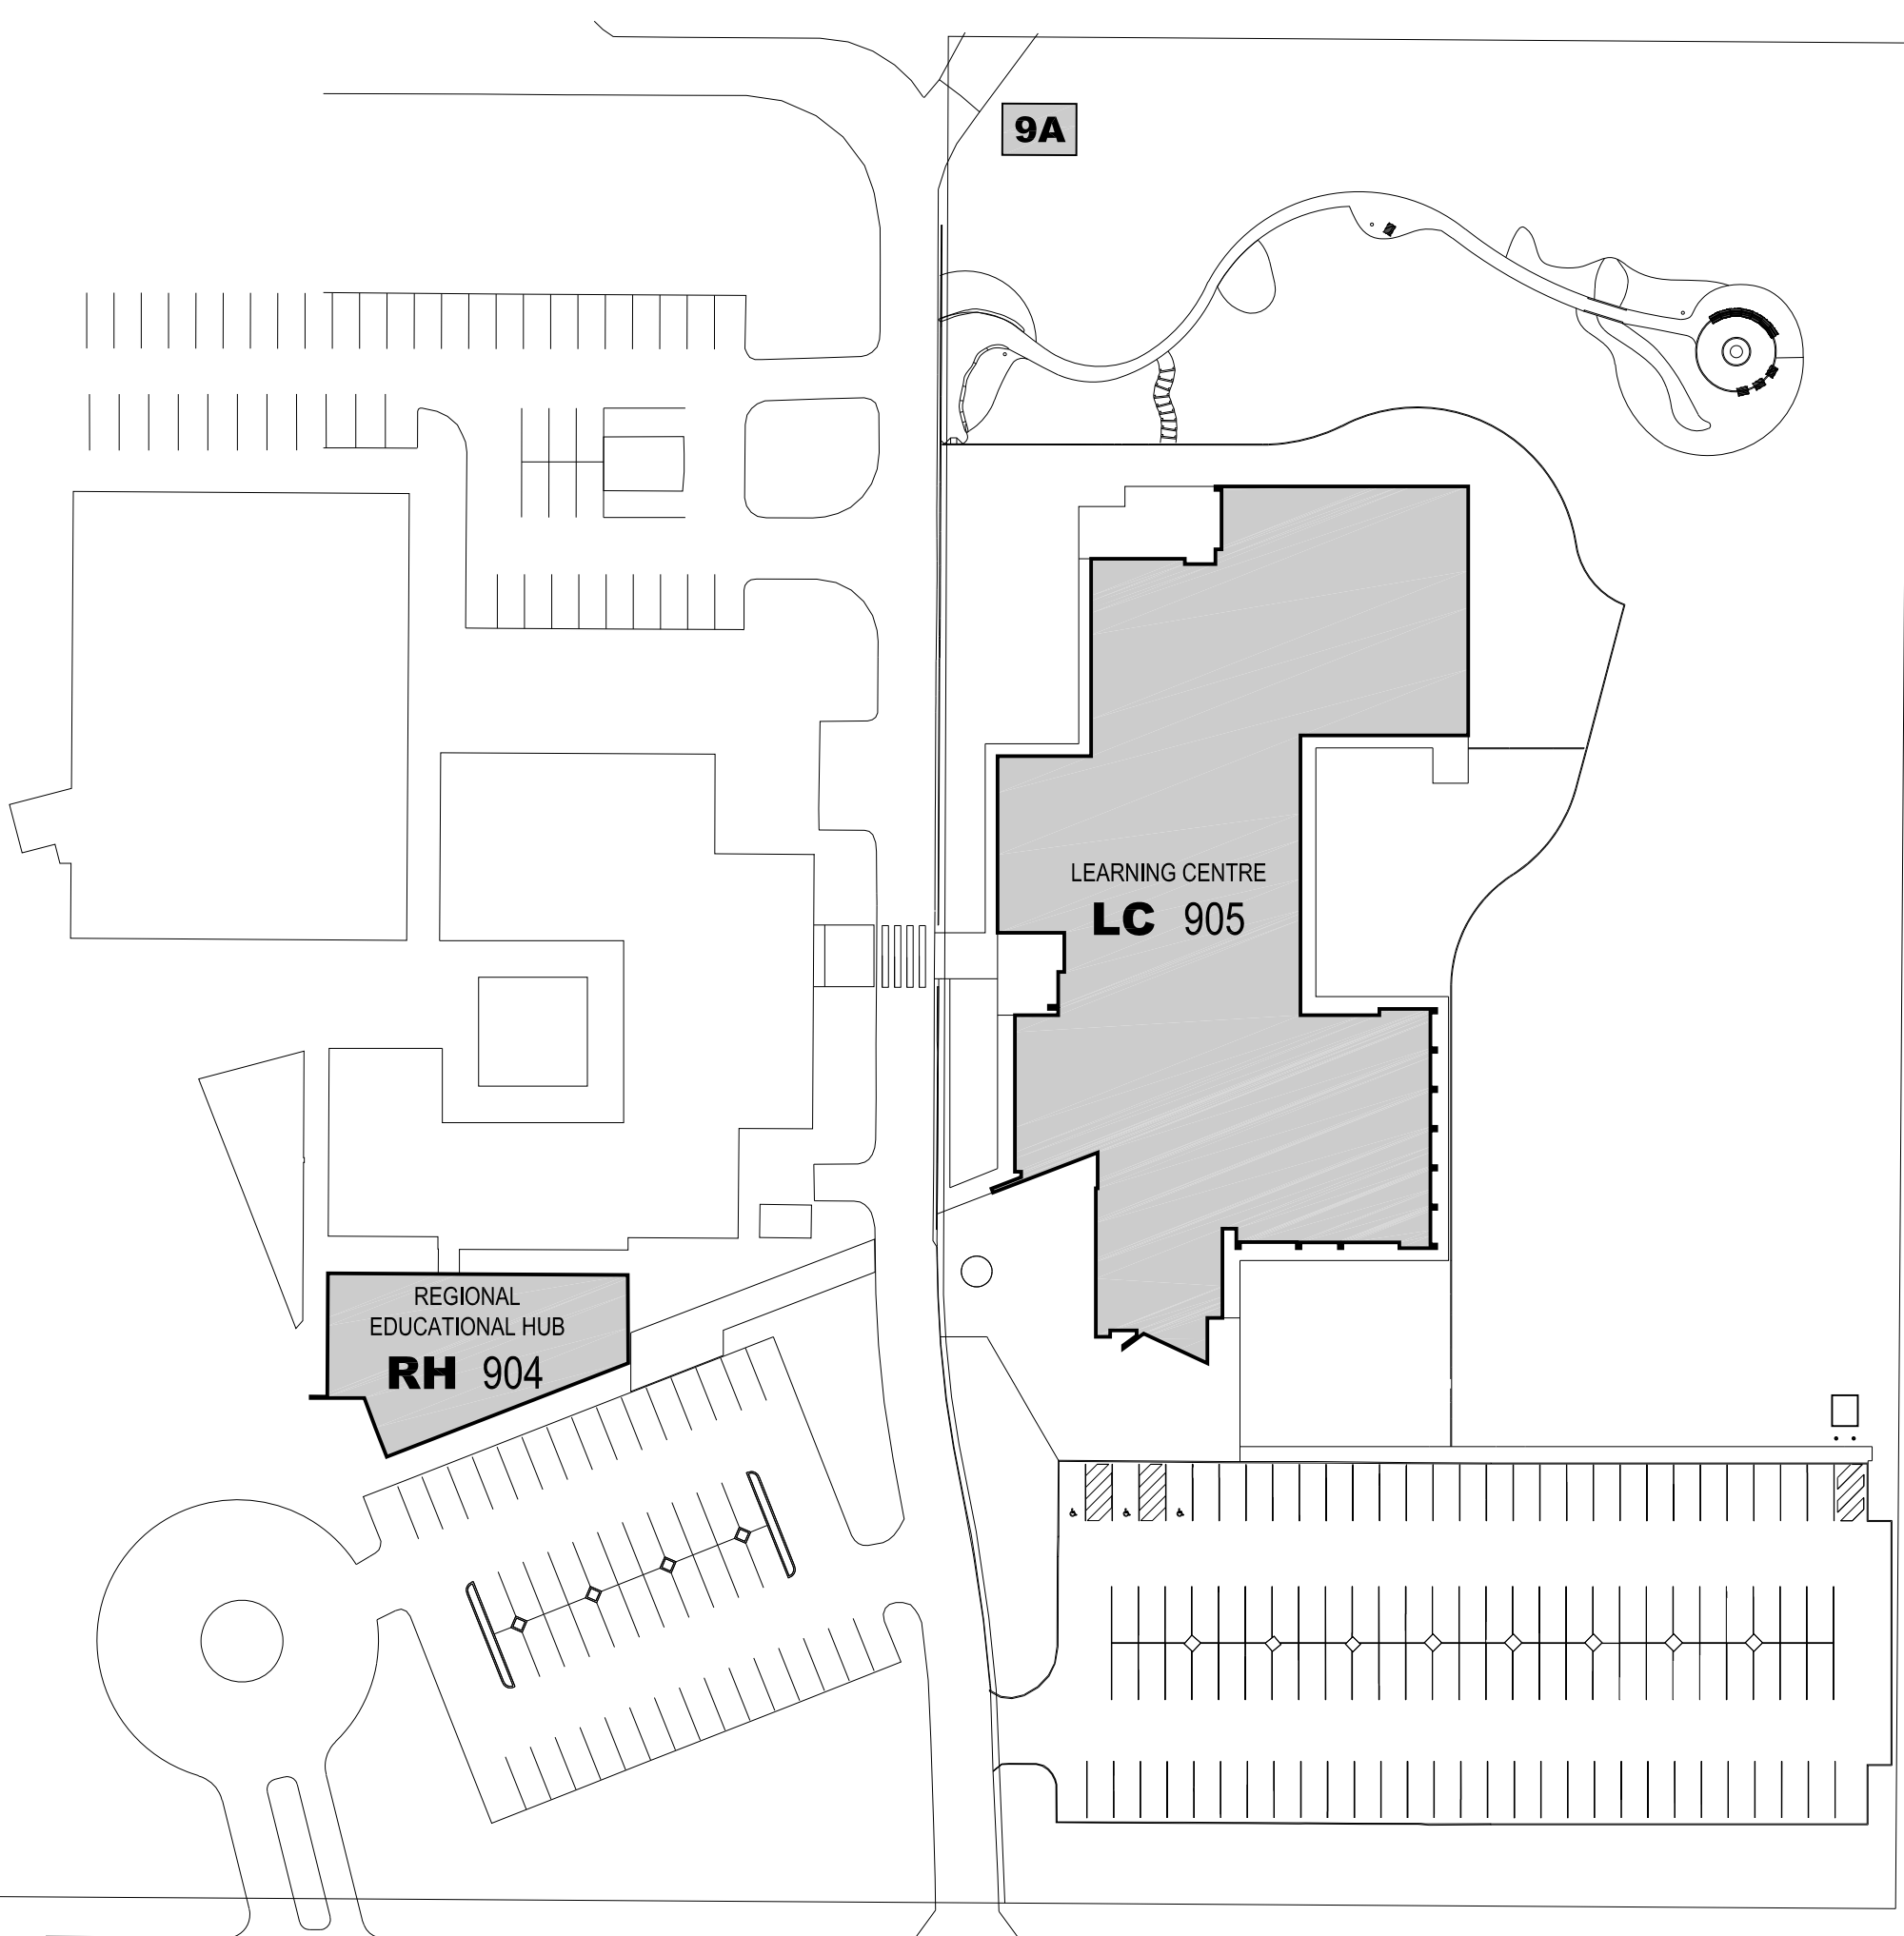 9A
LEARNING CENTRE
LC 905
REGIONAL
EDUCATIONAL HUB
RH 904